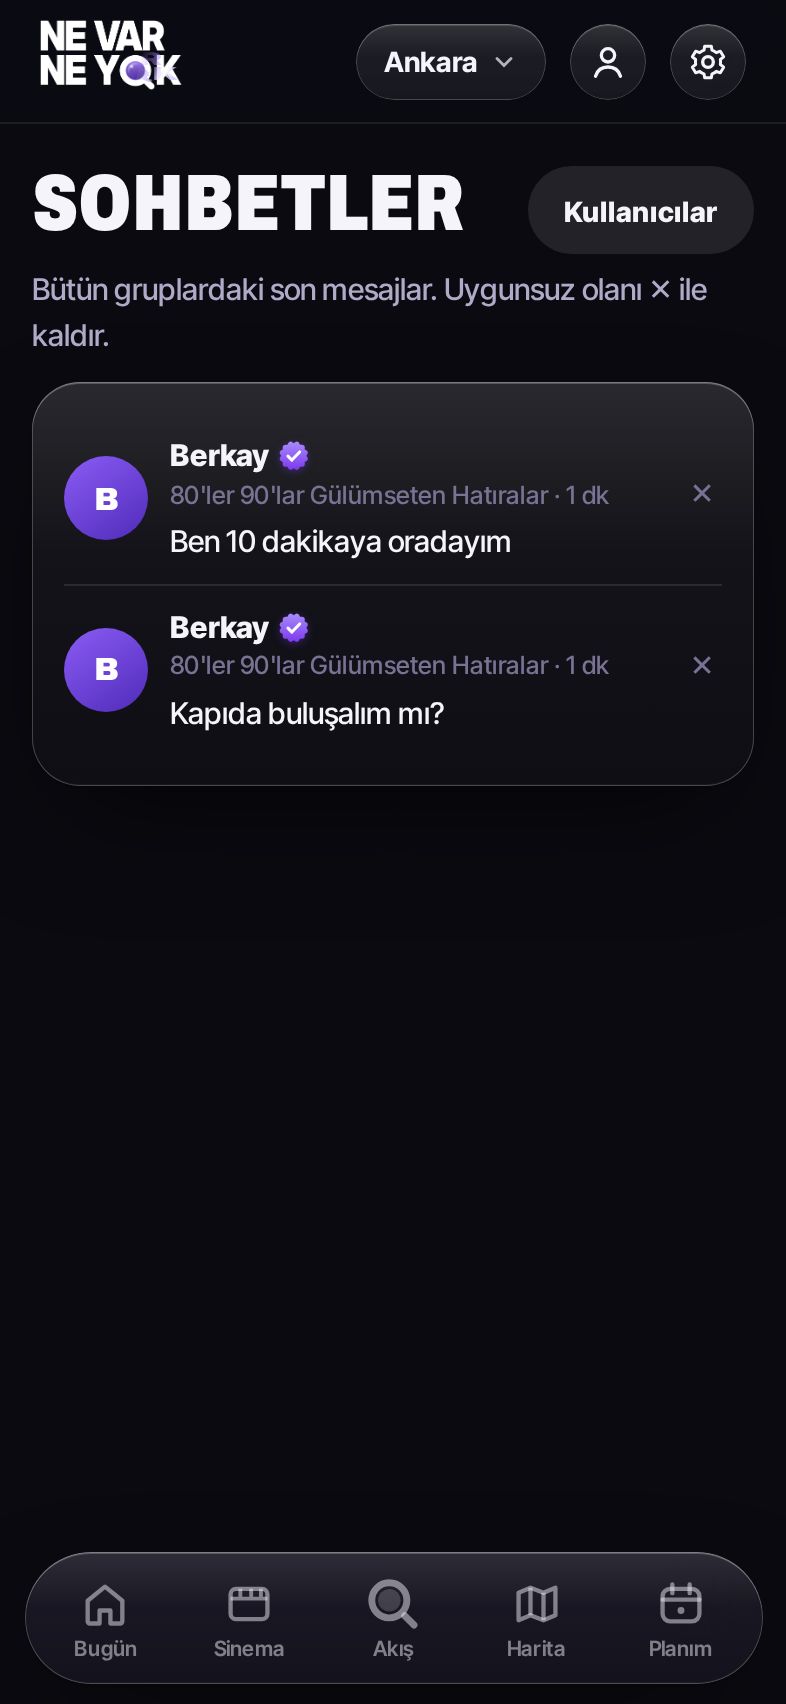 NE VAR
NE YOK
Ankara
SOHBETLER
Kullanıcılar
Bütün gruplardaki son mesajlar. Uygunsuz olanı ✕ ile
kaldır.
B
Berkay
80'ler 90'lar Gülümseten Hatıralar · 1 dk
✕
Ben 10 dakikaya oradayım
B
Berkay
80'ler 90'lar Gülümseten Hatıralar · 1 dk
✕
Kapıda buluşalım mı?
Bugün
Sinema
Akış
Harita
Planım